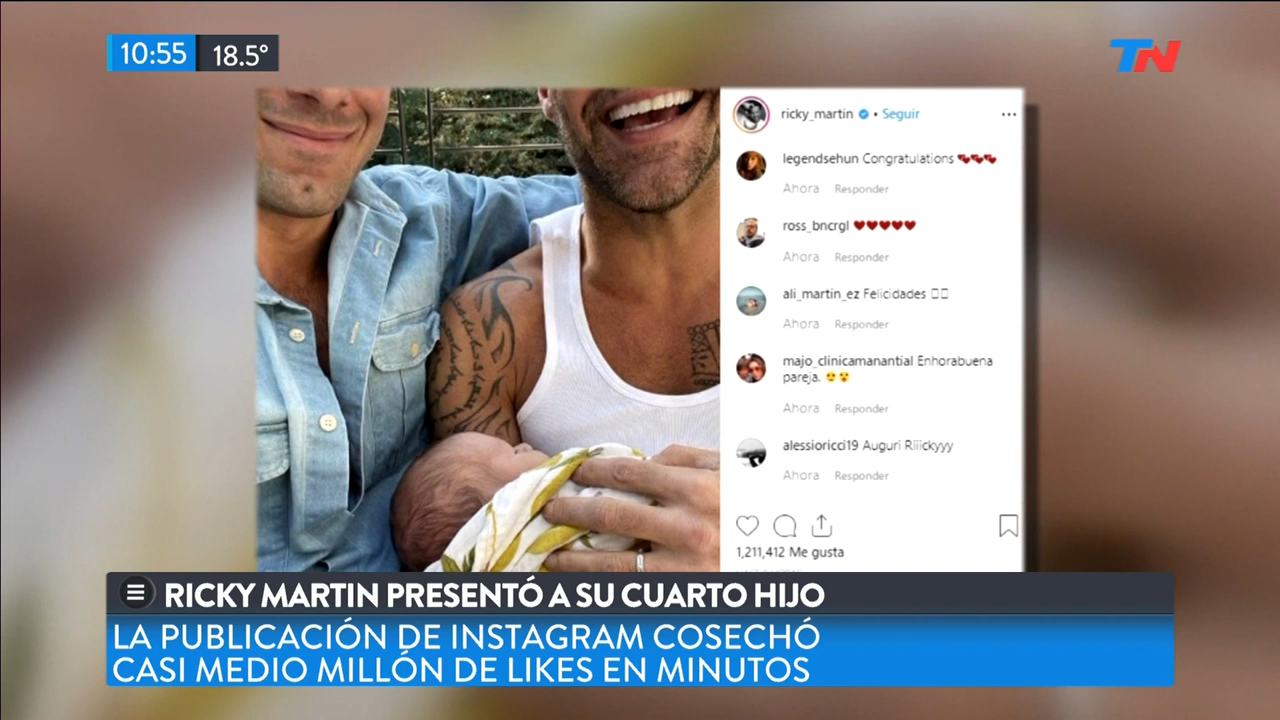 10:55 18.5°
TN
ricky_martin • Seguir
legendsehun Congratulations
Ahora Responder
ross_bncrgl
Ahora Responder
ali_martin_ez Felicidades
Ahora Responder
majo_clinicamanantial Enhorabuena
pareja.
Ahora Responder
alessioricci19 Auguri Riiickyyy
Ahora Responder
1,211,412 Me gusta
RICKY MARTIN PRESENTÓ A SU CUARTO HIJO
LA PUBLICACIÓN DE INSTAGRAM COSECHÓ
CASI MEDIO MILLÓN DE LIKES EN MINUTOS